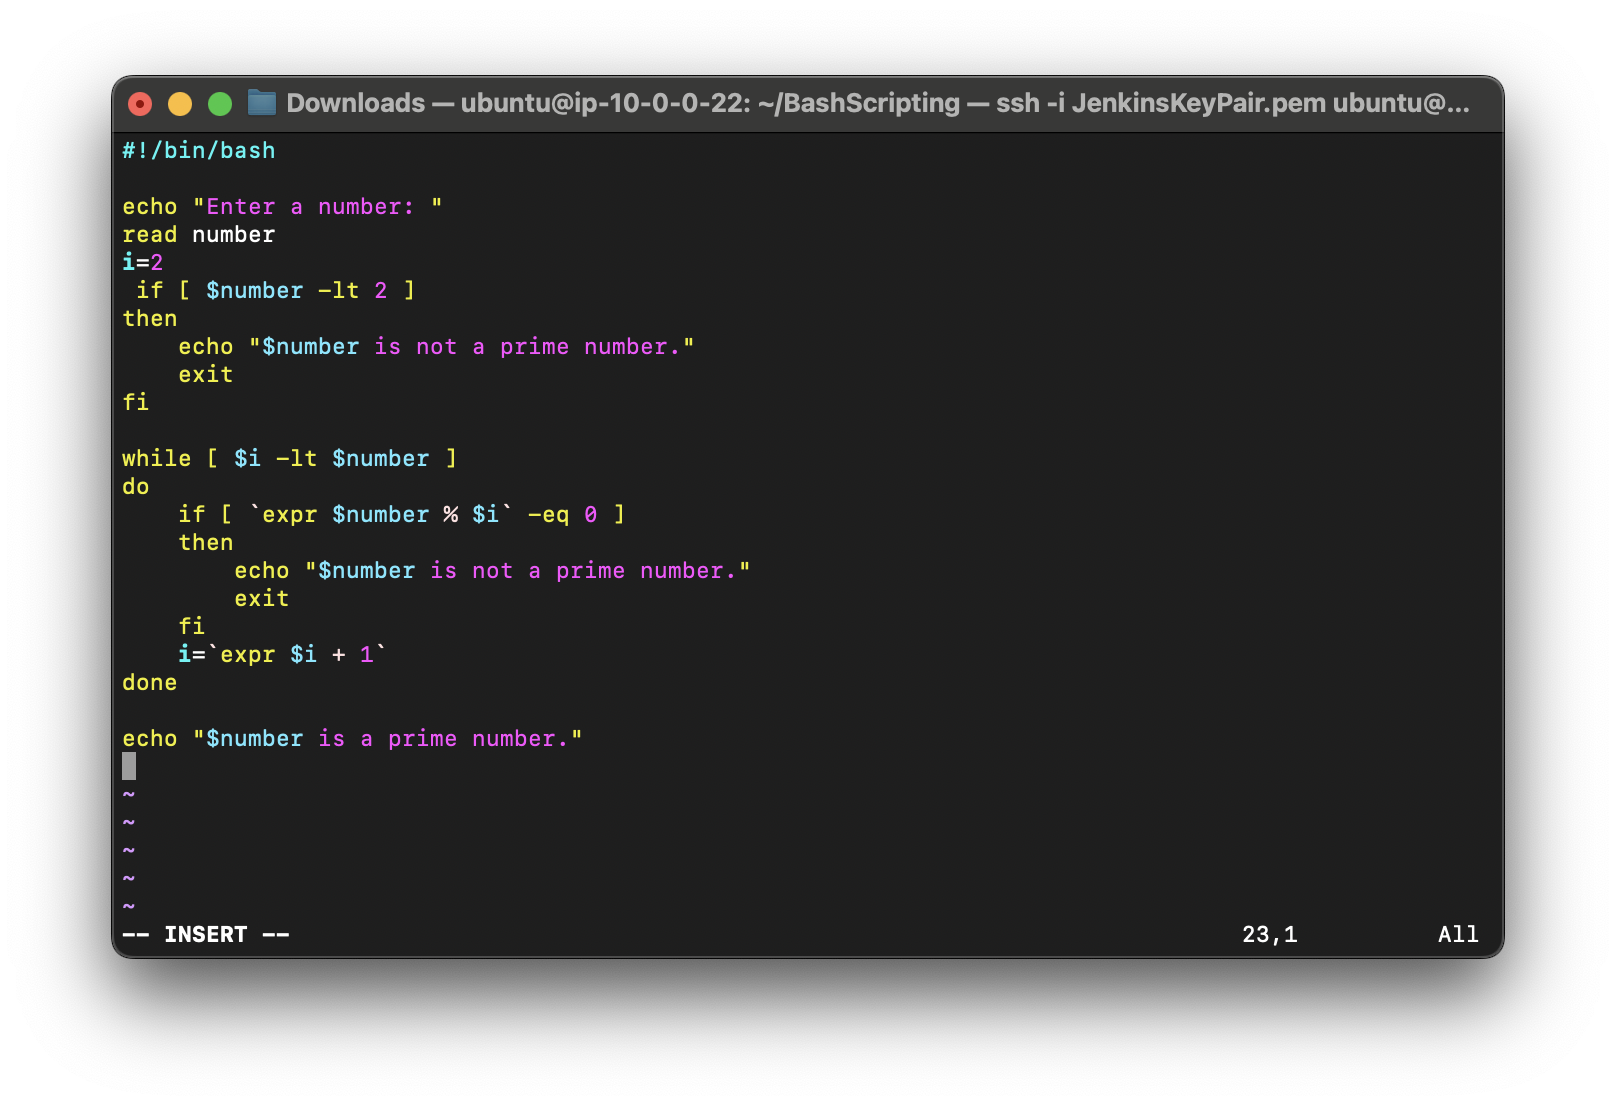 Downloads — ubuntu@ip-10-0-0-22: ~/BashScripting — ssh -i JenkinsKeyPair.pem ubuntu@...
#!/bin/bash

echo "Enter a number: "
read number
i=2
 if [ $number -lt 2 ]
then
    echo "$number is not a prime number."
    exit
fi

while [ $i -lt $number ]
do
    if [ `expr $number % $i` -eq 0 ]
    then
        echo "$number is not a prime number."
        exit
    fi
    i=`expr $i + 1`
done

echo "$number is a prime number."

~
~
~
~
~
-- INSERT -- 23,1 All